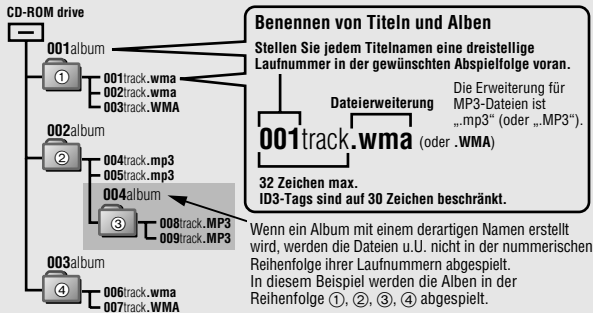 CD-ROM drive
001album
①
001track.wma
002track.wma
003track.WMA
002album
②
004track.mp3
005track.mp3
004album
③
008track.MP3
009track.MP3
003album
④
006track.wma
007track.WMA
Benennen von Titeln und Alben
Stellen Sie jedem Titelnamen eine dreistellige
Laufnummer in der gewünschten Abspielfolge voran.
Dateierweiterung
001track.wma (oder .WMA)
Die Erweiterung für
MP3-Dateien ist
„.mp3“ (oder „.MP3“).
32 Zeichen max.
ID3-Tags sind auf 30 Zeichen beschränkt.
Wenn ein Album mit einem derartigen Namen erstellt
wird, werden die Dateien u.U. nicht in der nummerischen
Reihenfolge ihrer Laufnummern abgespielt.
In diesem Beispiel werden die Alben in der
Reihenfolge ①, ②, ③, ④ abgespielt.